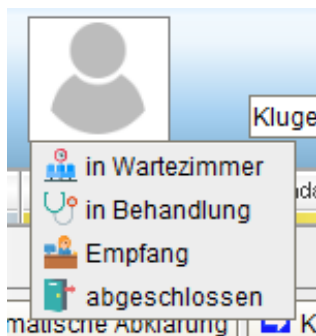 Kluge
in Wartezimmer
in Behandlung
Empfang
abgeschlossen
matische Abklärung
K